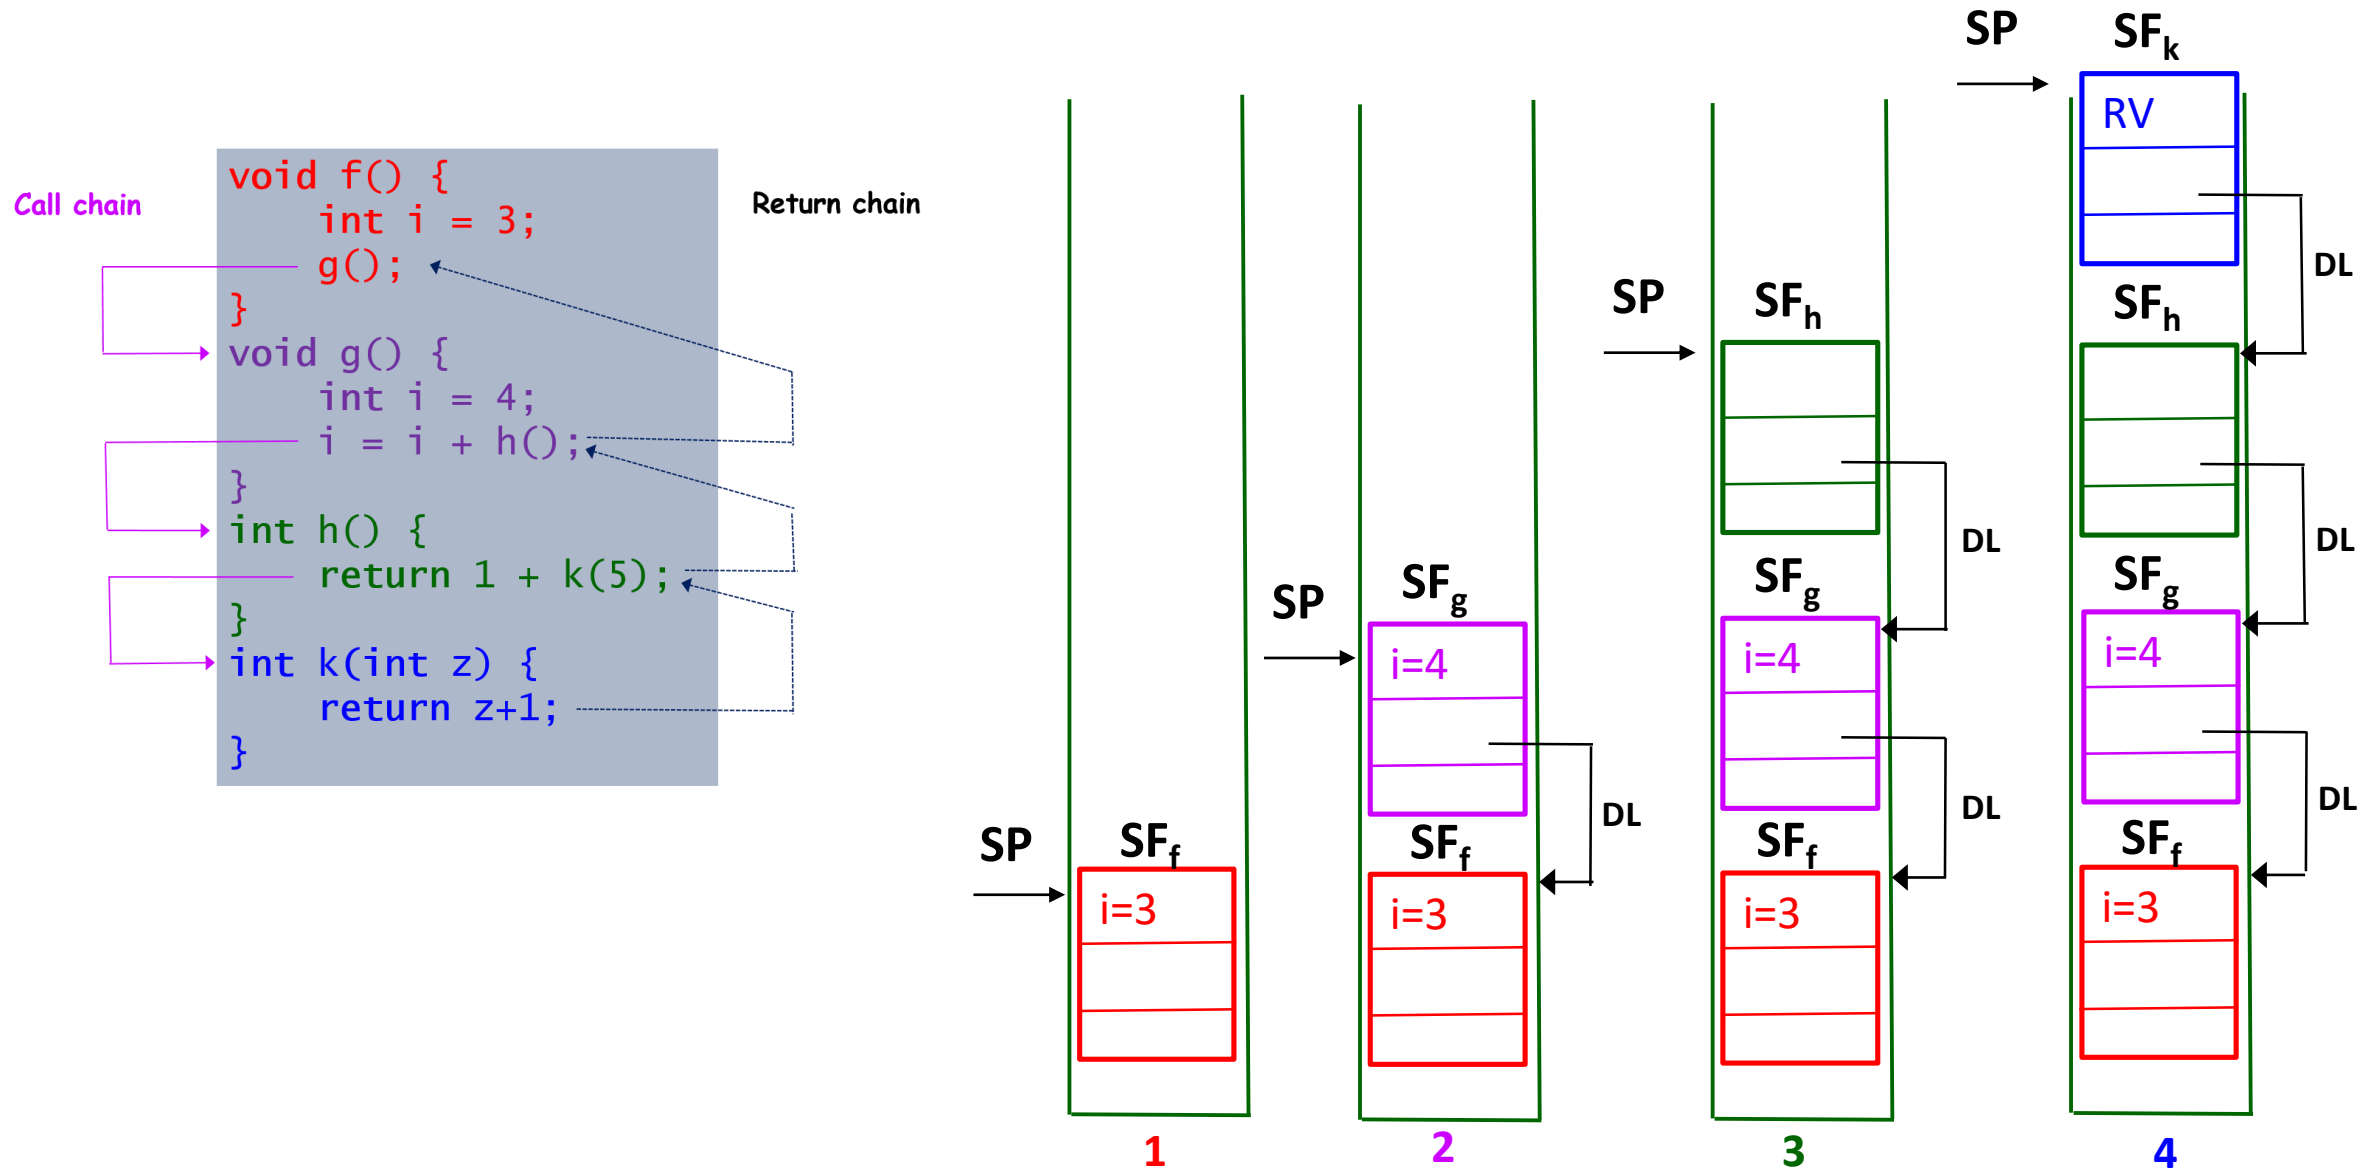 Call chain
void f() {
    int i = 3;
    g();
}
void g() {
    int i = 4;
    i = i + h();
}
int h() {
    return 1 + k(5);
}
int k(int z) {
    return z+1;
}
Return chain
SP
SFf
i=3
1
SP
SFg
i=4
DL
SFf
i=3
2
SP
SFh
DL
SFg
i=4
DL
SFf
i=3
3
SP
SFk
RV
DL
SFh
DL
SFg
i=4
DL
SFf
i=3
4